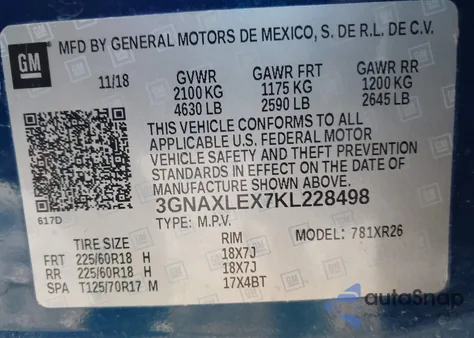 GM
MFD BY GENERAL MOTORS DE MEXICO, S. DE R.L. DE C.V.
11/18 GVWR GAWR FRT GAWR RR
2100 KG 1175 KG 1200 KG
4630 LB 2590 LB 2645 LB
THIS VEHICLE CONFORMS TO ALL
APPLICABLE U.S. FEDERAL MOTOR
VEHICLE SAFETY AND THEFT PREVENTION
STANDARDS IN EFFECT ON THE DATE OF
MANUFACTURE SHOWN ABOVE.
617D
3GNAXLEX7KL228498
TYPE: M.P.V. MODEL: 781XR26
TIRE SIZE RIM
FRT 225/60R18 H 18X7J
RR 225/60R18 H 18X7J
SPA T125/70R17 M 17X4BT
autoSnap